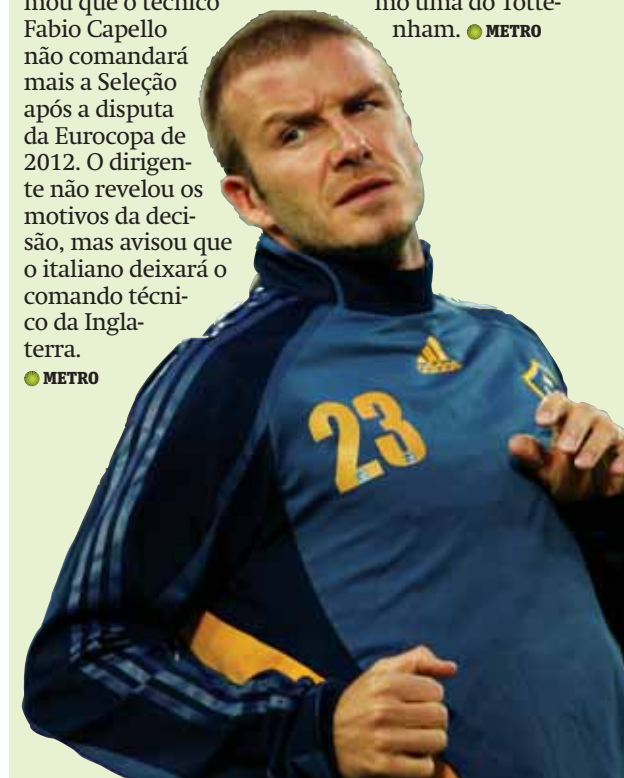 mou que o técnico
Fabio Capello
não comandará
mais a Seleção
após a disputa
da Eurocopa de
2012. O dirigen-
te não revelou os
motivos da deci-
são, mas avisou que
o italiano deixará o
comando técni-
co da Ingla-
terra.
METRO
mo uma do Totte-
nham. METRO
adidas
23